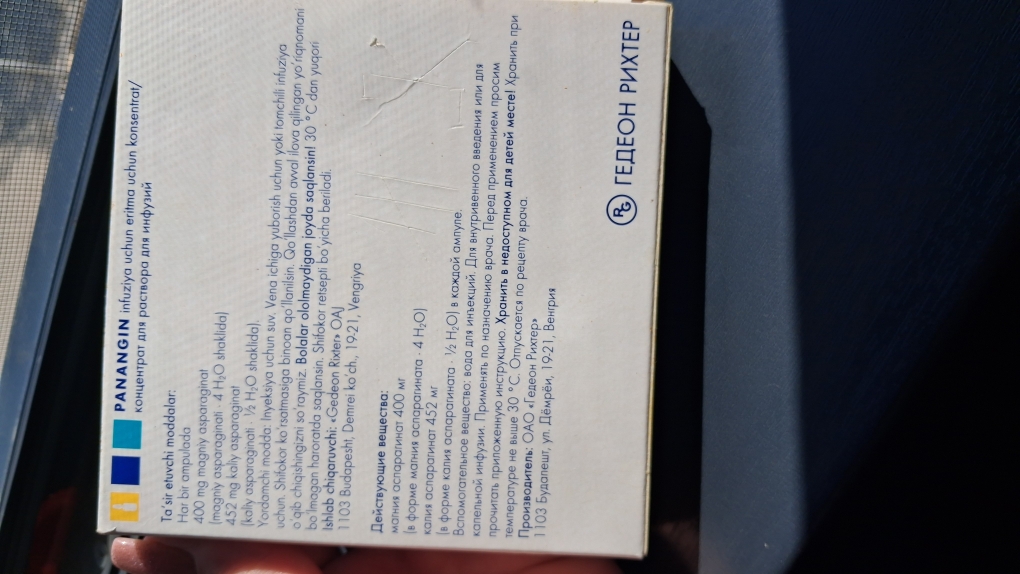 PANANGIN infuziya uchun eritma uchun konsentrat/
концентрат для раствора для инфузий
Ta'sir etuvchi moddalar:
Har bir ampulada
400 mg magniy asparaginat
(magniy asparaginati · 4 H₂O shaklida)
452 mg kaliy asparaginat
(kaliy asparaginati · ½ H₂O shaklida).
Yordamchi modda: Inyeksiya uchun suv. Vena ichiga yuborish uchun yoki tomchili infuziya
uchun. Shifokor ko'rsatmasiga binoan qo'llanilsin. Qo'llashdan avval ilova qilingan yo'riqnomani
o'qib chiqishingizni so'raymiz. Bolalar ololmaydigan joyda saqlansin! 30 °C dan yuqori
bo'lmagan haroratda saqlansin. Shifokor retsepti bo'yicha beriladi.
Ishlab chiqaruvchi: «Gedeon Rixter» OAJ
1103 Budapesht, Demrei ko'ch., 19-21, Vengriya
Действующие вещества:
магния аспарагинат 400 мг
(в форме магния аспарагината · 4 H₂O)
калия аспарагинат 452 мг
(в форме калия аспарагината · ½ H₂O) в каждой ампуле.
Вспомогательное вещество: вода для инъекций. Для внутривенного введения или для
капельной инфузии. Применять по назначению врача. Перед применением просим
прочитать приложенную инструкцию. Хранить в недоступном для детей месте! Хранить при
температуре не выше 30 °C. Отпускается по рецепту врача.
Производитель: ОАО «Гедеон Рихтер»
1103 Будапешт, ул. Дёмрёи, 19-21, Венгрия
RG ГЕДЕОН РИХТЕР